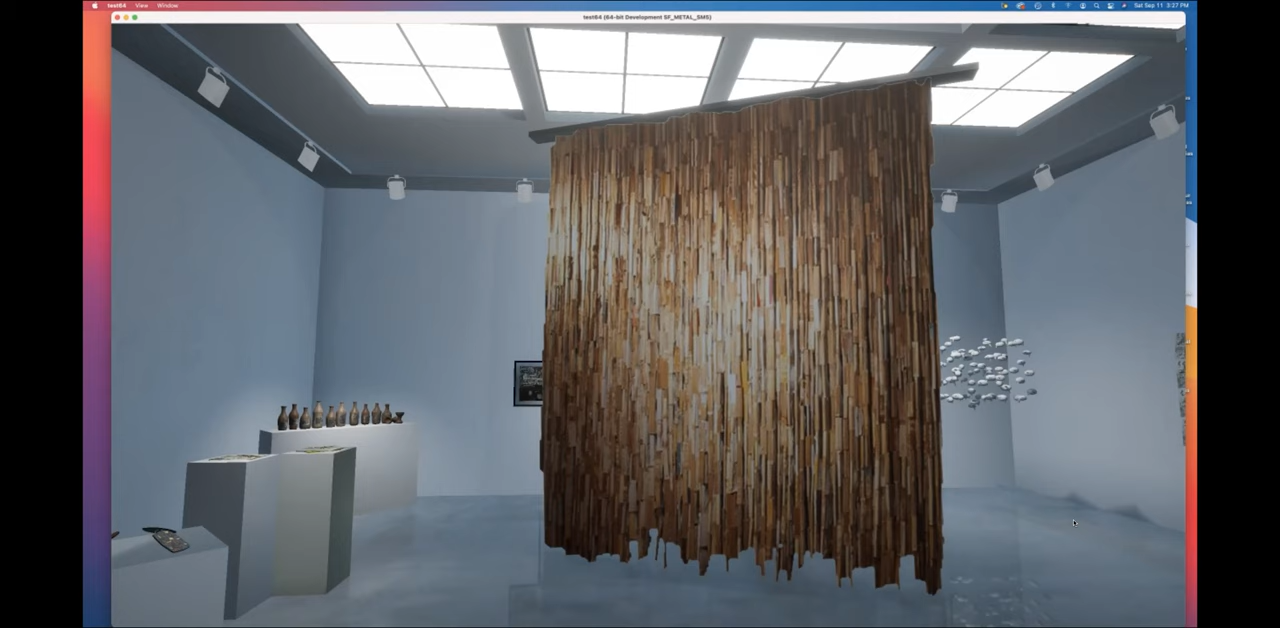 test64 View Window
Sat Sep 11 3:27 PM
test64 (64-bit Development SF_METAL_SM5)